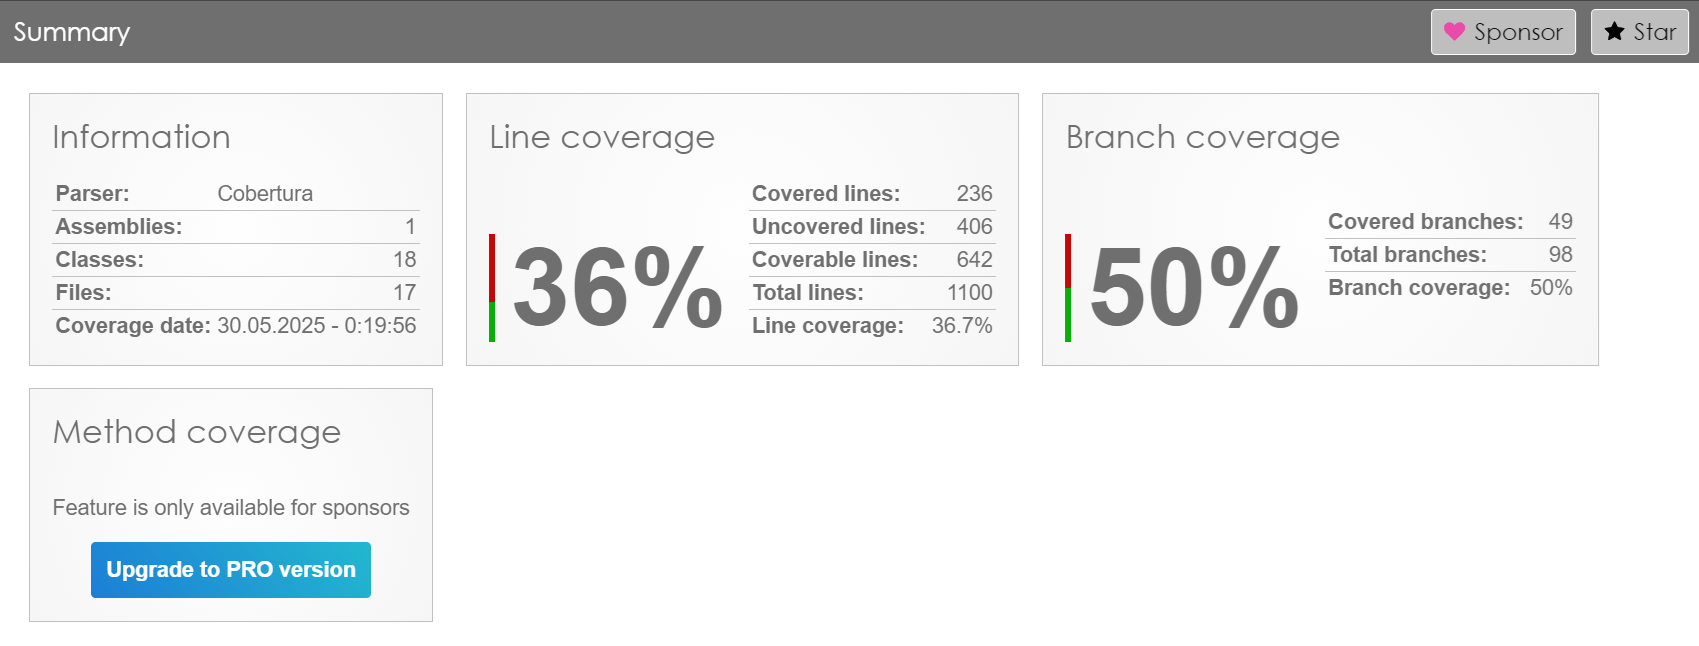 Summary
Sponsor
Star
Information
Parser: Cobertura
Assemblies: 1
Classes: 18
Files: 17
Coverage date: 30.05.2025 - 0:19:56
Line coverage
36%
Covered lines: 236
Uncovered lines: 406
Coverable lines: 642
Total lines: 1100
Line coverage: 36.7%
Branch coverage
50%
Covered branches: 49
Total branches: 98
Branch coverage: 50%
Method coverage
Feature is only available for sponsors
Upgrade to PRO version